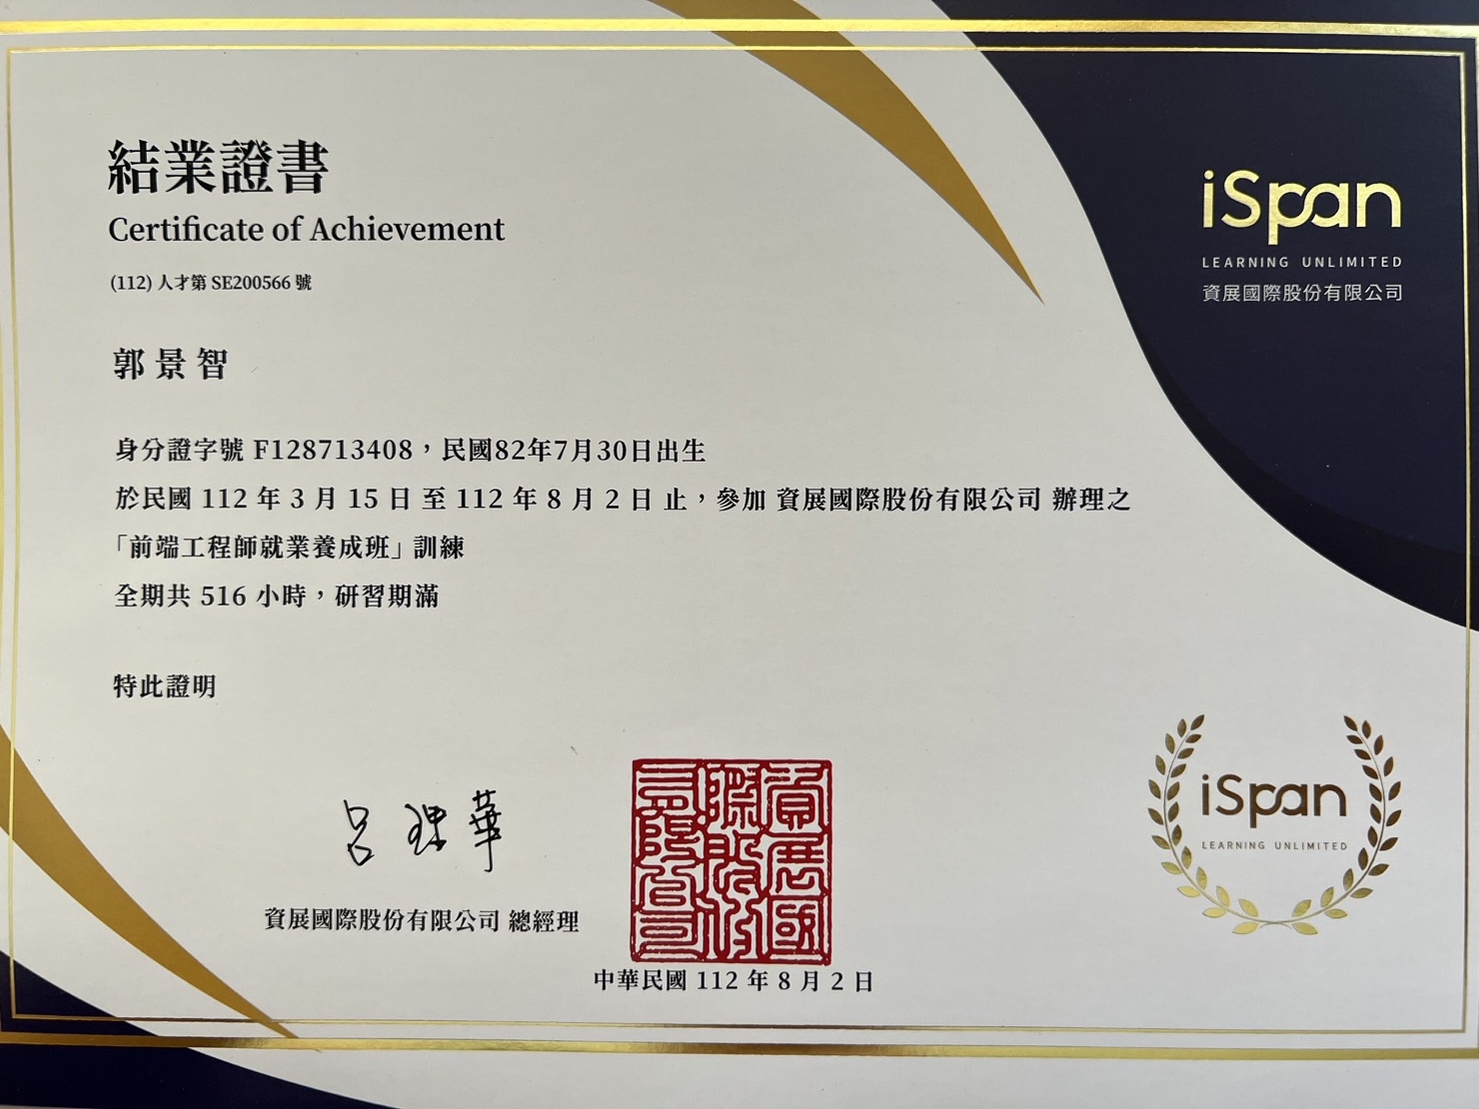 結業證書
Certificate of Achievement
(112) 人才第 SE200566 號
郭景智
身分證字號 F128713408，民國82年7月30日出生
於民國 112 年 3 月 15 日 至 112 年 8 月 2 日 止，參加 資展國際股份有限公司 辦理之
「前端工程師就業養成班」訓練
全期共 516 小時，研習期滿
特此證明
iSpan
LEARNING UNLIMITED
資展國際股份有限公司
資展國際股份有限公司 總經理
資展國
際股份
有限公司
中華民國 112 年 8 月 2 日
iSpan
LEARNING UNLIMITED